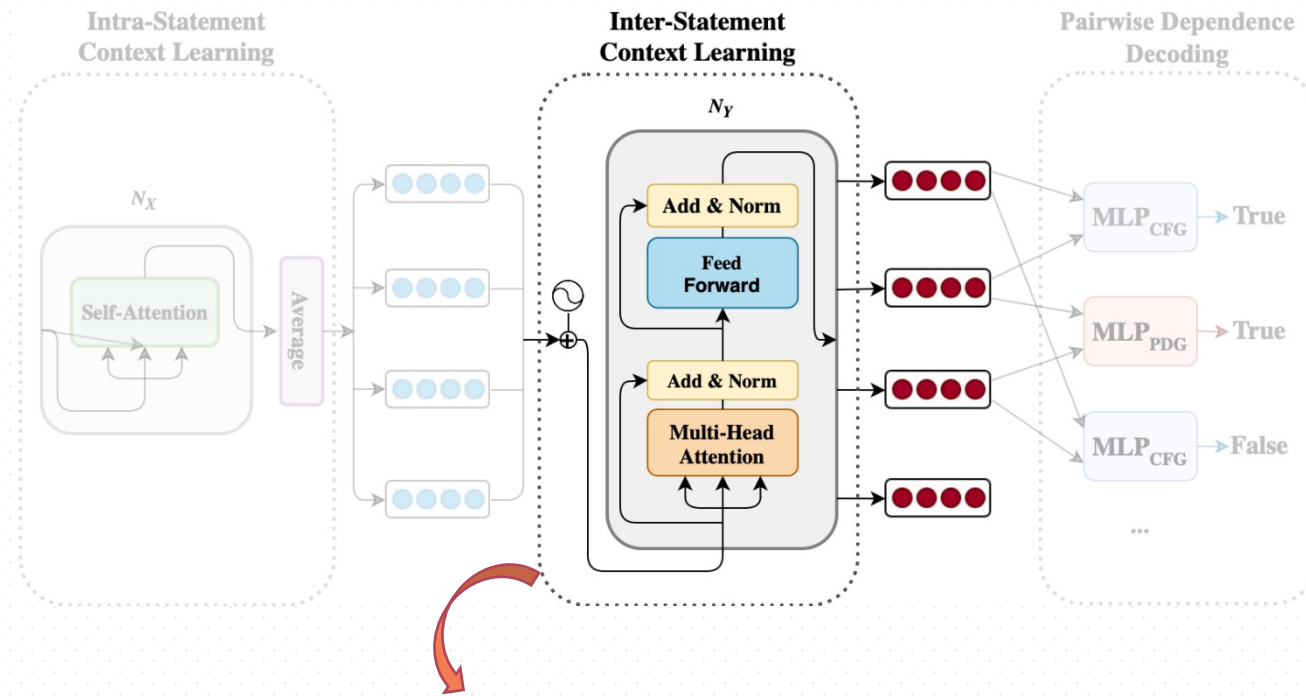 Intra-Statement
Context Learning
N_X
Self-Attention
Average
Inter-Statement
Context Learning
N_Y
Add & Norm
Feed
Forward
Add & Norm
Multi-Head
Attention
Pairwise Dependence
Decoding
MLP_CFG
True
MLP_PDG
True
MLP_CFG
False
...